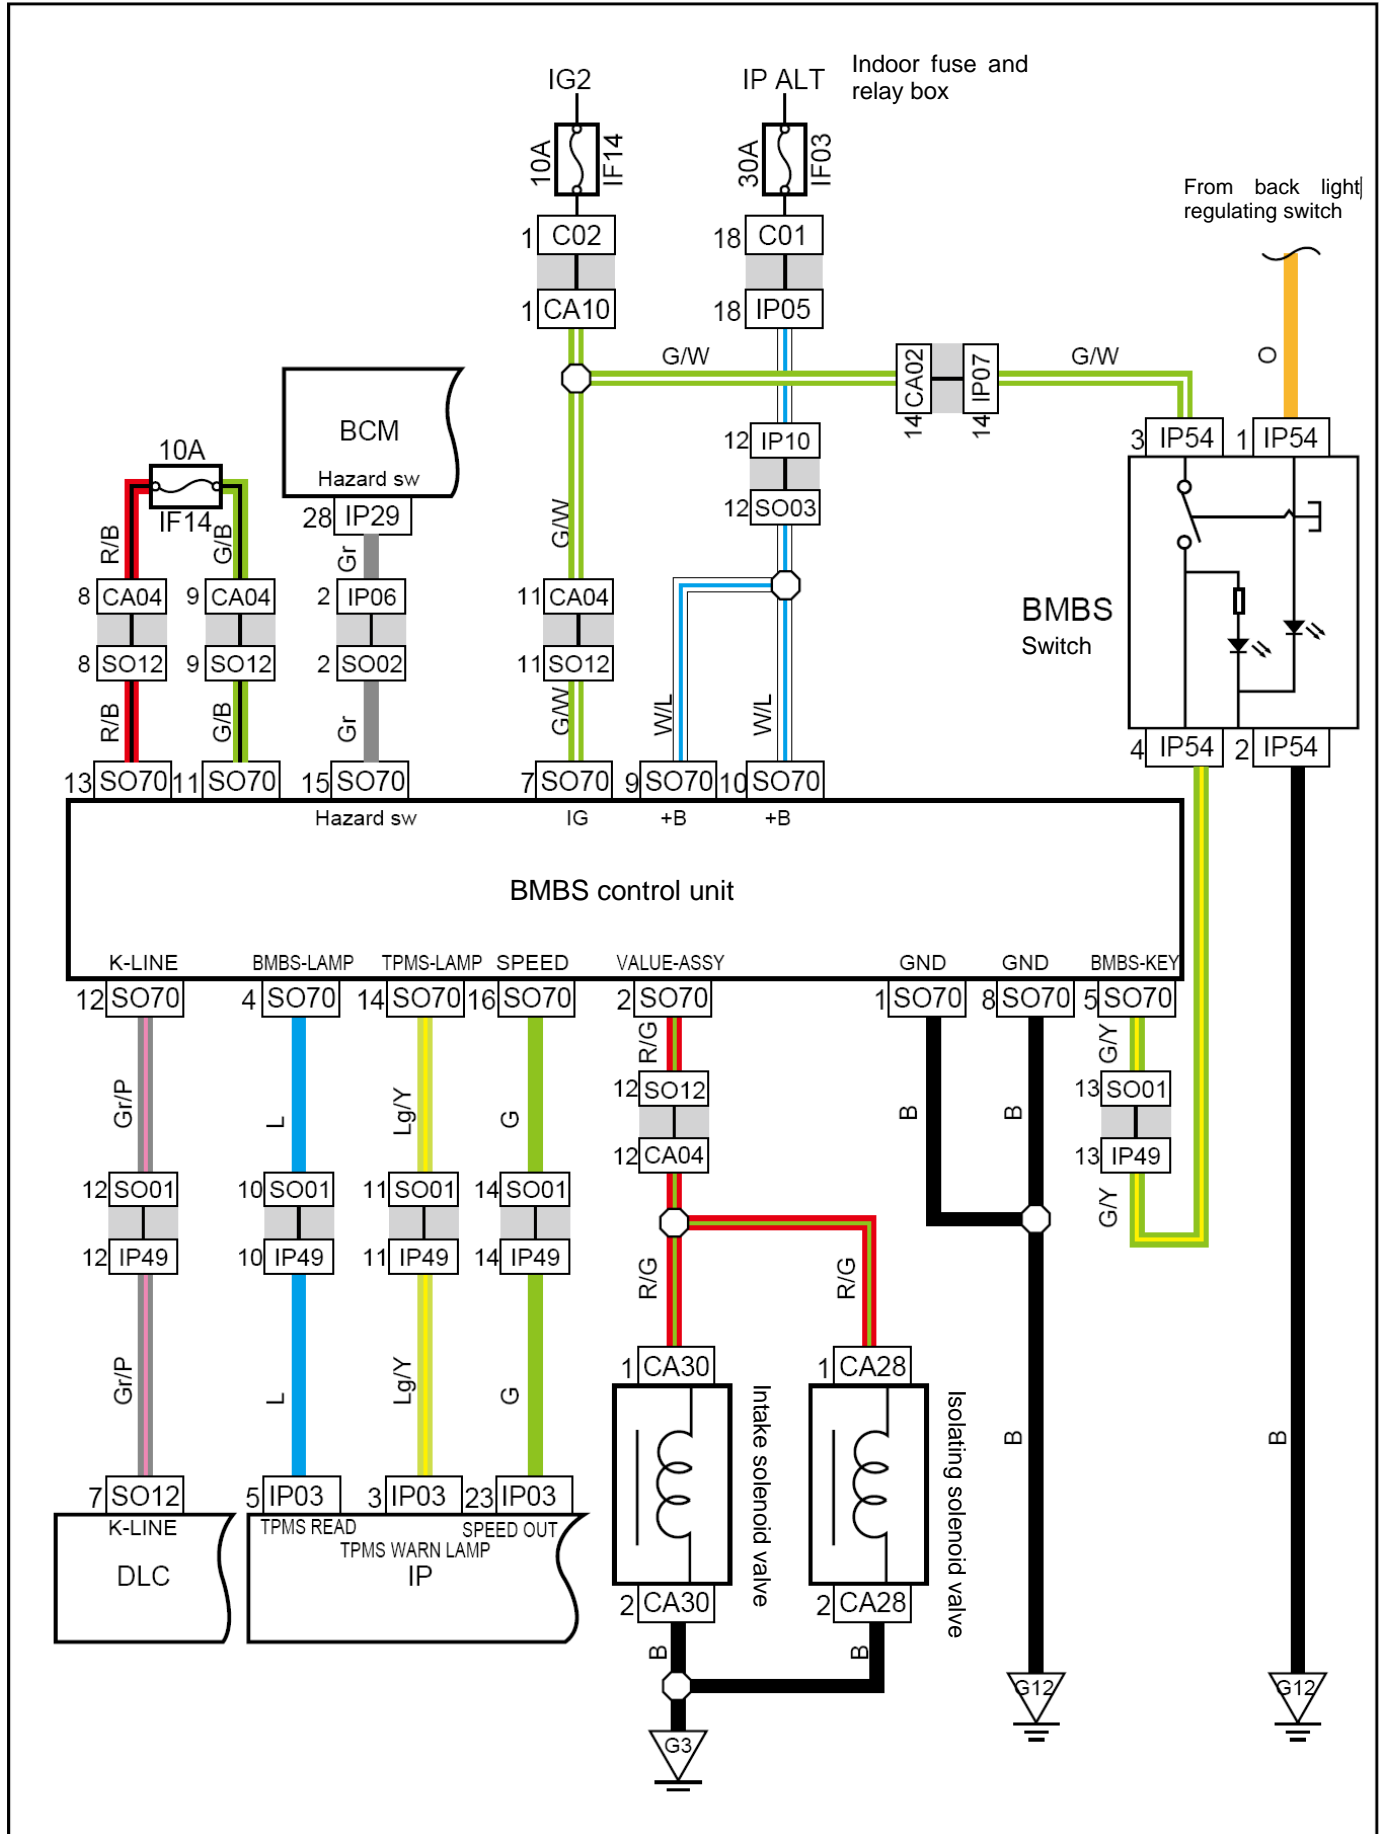 IG2
IP ALT
Indoor fuse and
relay box
10A
IF14
30A
IF03
From back light
regulating switch
1 C02
18 C01
1 CA10
18 IP05
G/W
14 CA02
14 IP07
G/W
O
BCM
Hazard sw
28 IP29
12 IP10
12 SO03
3 IP54
1 IP54
10A
IF14
R/B
G/B
Gr
G/W
8 CA04
9 CA04
2 IP06
11 CA04
8 SO12
9 SO12
2 SO02
11 SO12
BMBS
Switch
R/B
G/B
Gr
G/W
W/L
W/L
4 IP54
2 IP54
13 SO70
11 SO70
15 SO70
7 SO70
9 SO70
10 SO70
Hazard sw
IG
+B
+B
BMBS control unit
K-LINE
BMBS-LAMP
TPMS-LAMP
SPEED
VALUE-ASSY
GND
GND
BMBS-KEY
12 SO70
4 SO70
14 SO70
16 SO70
2 SO70
1 SO70
8 SO70
5 SO70
R/G
G/Y
12 SO12
13 SO01
Gr/P
L
Lg/Y
G
B
B
12 CA04
13 IP49
12 SO01
10 SO01
11 SO01
14 SO01
G/Y
12 IP49
10 IP49
11 IP49
14 IP49
R/G
R/G
Gr/P
L
Lg/Y
G
1 CA30
1 CA28
Intake solenoid valve
Isolating solenoid valve
B
B
7 SO12
5 IP03
3 IP03
23 IP03
K-LINE
TPMS READ
SPEED OUT
TPMS WARN LAMP
DLC
IP
2 CA30
2 CA28
B
B
G12
G12
G3